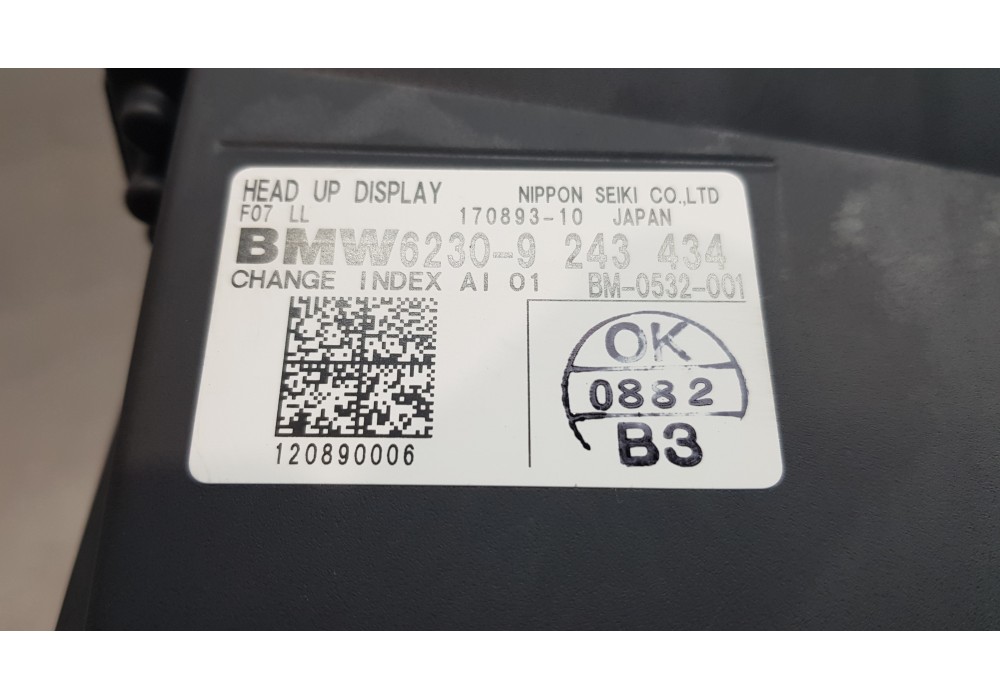 HEAD UP DISPLAY NIPPON SEIKI CO.,LTD
F07 LL 170893-10 JAPAN
BMW6230-9 243 434
CHANGE INDEX AI 01 BM-0532-001
OK
0882
B3
120890006